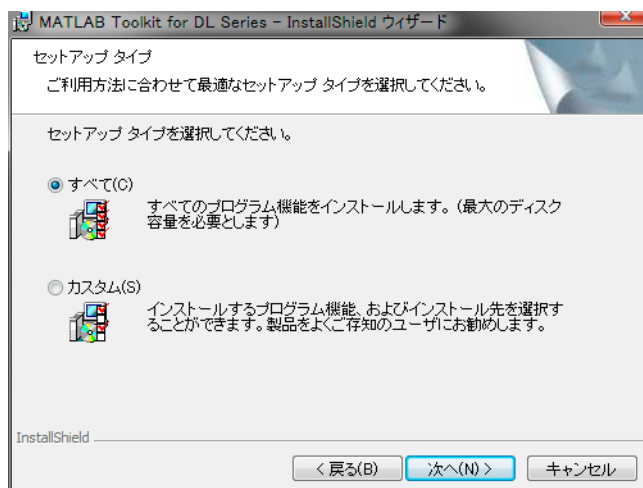 MATLAB Toolkit for DL Series - InstallShield ウィザード
セットアップ タイプ
ご利用方法に合わせて最適なセットアップ タイプを選択してください。
セットアップ タイプを選択してください。
すべて(C)
すべてのプログラム機能をインストールします。(最大のディスク
容量を必要とします)
カスタム(S)
インストールするプログラム機能、およびインストール先を選択す
ることができます。製品をよくご存知のユーザにお勧めします。
InstallShield
< 戻る(B)
次へ(N) >
キャンセル